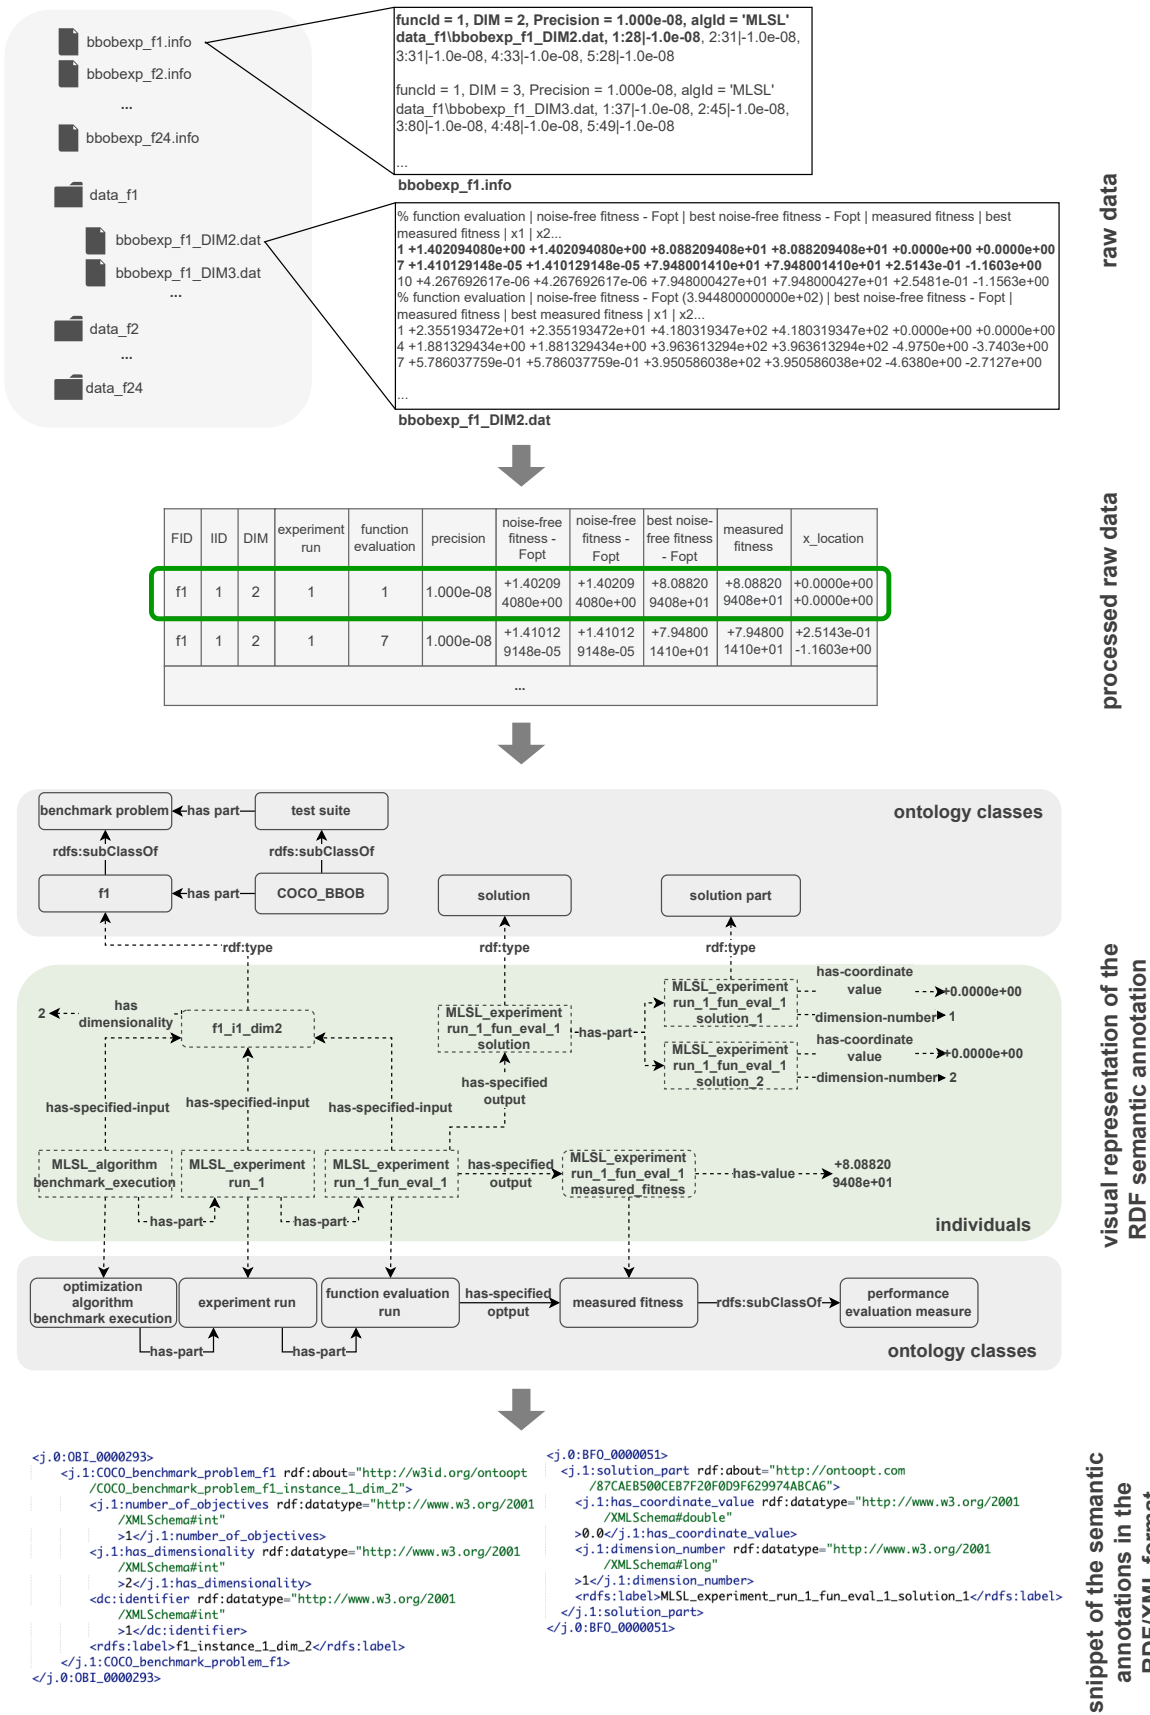 bbobexp_f1.info
bbobexp_f2.info
...
bbobexp_f24.info
data_f1
bbobexp_f1_DIM2.dat
bbobexp_f1_DIM3.dat
...
data_f2
...
data_f24
funcId = 1, DIM = 2, Precision = 1.000e-08, algId = 'MLSL'
data_f1\bbobexp_f1_DIM2.dat, 1:28|-1.0e-08, 2:31|-1.0e-08,
3:31|-1.0e-08, 4:33|-1.0e-08, 5:28|-1.0e-08
funcId = 1, DIM = 3, Precision = 1.000e-08, algId = 'MLSL'
data_f1\bbobexp_f1_DIM3.dat, 1:37|-1.0e-08, 2:45|-1.0e-08,
3:80|-1.0e-08, 4:48|-1.0e-08, 5:49|-1.0e-08
...
bbobexp_f1.info
% function evaluation | noise-free fitness - Fopt | best noise-free fitness - Fopt | measured fitness | best
measured fitness | x1 | x2...
1 +1.402094080e+00 +1.402094080e+00 +8.088209408e+01 +8.088209408e+01 +0.0000e+00 +0.0000e+00
7 +1.410129148e-05 +1.410129148e-05 +7.948001410e+01 +7.948001410e+01 +2.5143e-01 -1.1603e+00
10 +4.267692617e-06 +4.267692617e-06 +7.948000427e+01 +7.948000427e+01 +2.5481e-01 -1.1563e+00
% function evaluation | noise-free fitness - Fopt (3.944800000000e+02) | best noise-free fitness - Fopt |
measured fitness | best measured fitness | x1 | x2...
1 +2.355193472e+01 +2.355193472e+01 +4.180319347e+02 +4.180319347e+02 +0.0000e+00 +0.0000e+00
4 +1.881329434e+00 +1.881329434e+00 +3.963613294e+02 +3.963613294e+02 -4.9750e+00 -3.7403e+00
7 +5.786037759e-01 +5.786037759e-01 +3.950586038e+02 +3.950586038e+02 -4.6380e+00 -2.7127e+00
...
bbobexp_f1_DIM2.dat
raw data
FID IID DIM experiment run function evaluation precision noise-free fitness - Fopt noise-free fitness - Fopt best noise-free fitness - Fopt measured fitness x_location
f1 1 2 1 1 1.000e-08 +1.40209 4080e+00 +1.40209 4080e+00 +8.08820 9408e+01 +8.08820 9408e+01 +0.0000e+00 +0.0000e+00
f1 1 2 1 7 1.000e-08 +1.41012 9148e-05 +1.41012 9148e-05 +7.94800 1410e+01 +7.94800 1410e+01 +2.5143e-01 -1.1603e+00
...
processed raw data
ontology classes
benchmark problem
has part
test suite
rdfs:subClassOf
rdfs:subClassOf
f1
has part
COCO_BBOB
solution
solution part
rdf:type
rdf:type
rdf:type
2
has
dimensionality
f1_i1_dim2
MLSL_experiment
run_1_fun_eval_1
solution
has-part
MLSL_experiment
run_1_fun_eval_1
solution_1
has-coordinate
value
+0.0000e+00
dimension-number
1
MLSL_experiment
run_1_fun_eval_1
solution_2
has-coordinate
value
+0.0000e+00
dimension-number
2
has-specified-input
has-specified-input
has-specified-input
has-specified
output
MLSL_algorithm
benchmark_execution
MLSL_experiment
run_1
MLSL_experiment
run_1_fun_eval_1
has-specified
output
MLSL_experiment
run_1_fun_eval_1
measured_fitness
has-value
+8.08820
9408e+01
has-part
has-part
individuals
optimization
algorithm
benchmark execution
experiment run
function evaluation
run
has-specified
optput
measured fitness
rdfs:subClassOf
performance
evaluation measure
has-part
has-part
ontology classes
visual representation of the
RDF semantic annotation
<j.0:OBI_0000293>
<j.1:COCO_benchmark_problem_f1 rdf:about="http://w3id.org/ontoopt
/COCO_benchmark_problem_f1_instance_1_dim_2">
<j.1:number_of_objectives rdf:datatype="http://www.w3.org/2001
/XMLSchema#int"
>1</j.1:number_of_objectives>
<j.1:has_dimensionality rdf:datatype="http://www.w3.org/2001
/XMLSchema#int"
>2</j.1:has_dimensionality>
<dc:identifier rdf:datatype="http://www.w3.org/2001
/XMLSchema#int"
>1</dc:identifier>
<rdfs:label>f1_instance_1_dim_2</rdfs:label>
</j.1:COCO_benchmark_problem_f1>
</j.0:OBI_0000293>
<j.0:BFO_0000051>
<j.1:solution_part rdf:about="http://ontoopt.com
/87CAEB500CEB7F20F0D9F629974ABCA6">
<j.1:has_coordinate_value rdf:datatype="http://www.w3.org/2001
/XMLSchema#double"
>0.0</j.1:has_coordinate_value>
<j.1:dimension_number rdf:datatype="http://www.w3.org/2001
/XMLSchema#long"
>1</j.1:dimension_number>
<rdfs:label>MLSL_experiment_run_1_fun_eval_1_solution_1</rdfs:label>
</j.1:solution_part>
</j.0:BFO_0000051>
snippet of the semantic
annotations in the
RDF/XML format